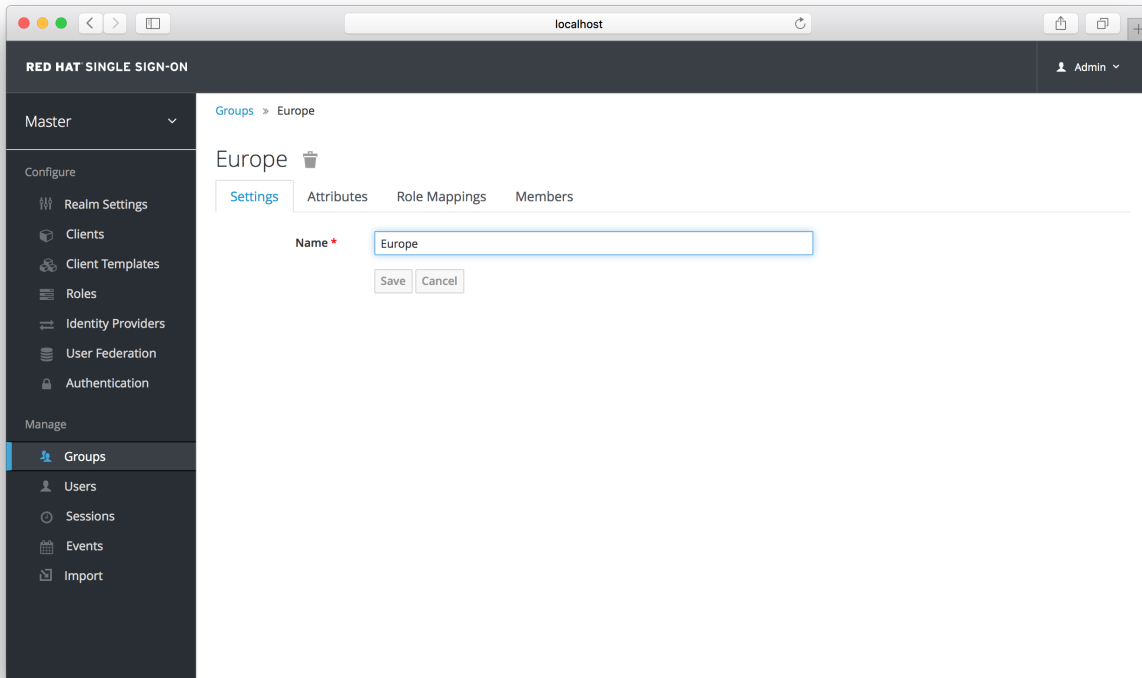 localhost
RED HAT SINGLE SIGN-ON
Admin
Master
Groups » Europe
Europe
Configure
Settings Attributes Role Mappings Members
Realm Settings
Clients
Client Templates
Roles
Identity Providers
User Federation
Authentication
Name * Europe
Save Cancel
Manage
Groups
Users
Sessions
Events
Import